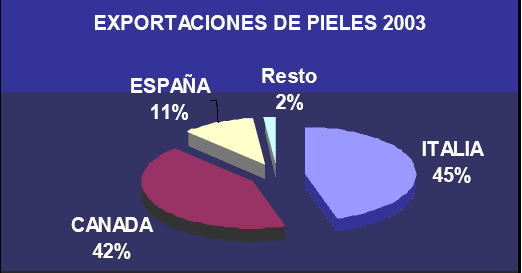 EXPORTACIONES DE PIELES 2003
ESPAÑA
11%
Resto
2%
ITALIA
45%
CANADA
42%